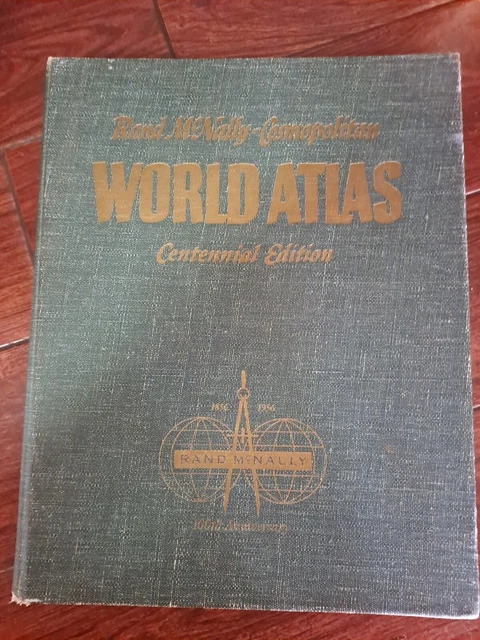 Rand McNally-Cosmopolitan
WORLD ATLAS
Centennial Edition
1856 1956
RAND McNALLY
100th Anniversary